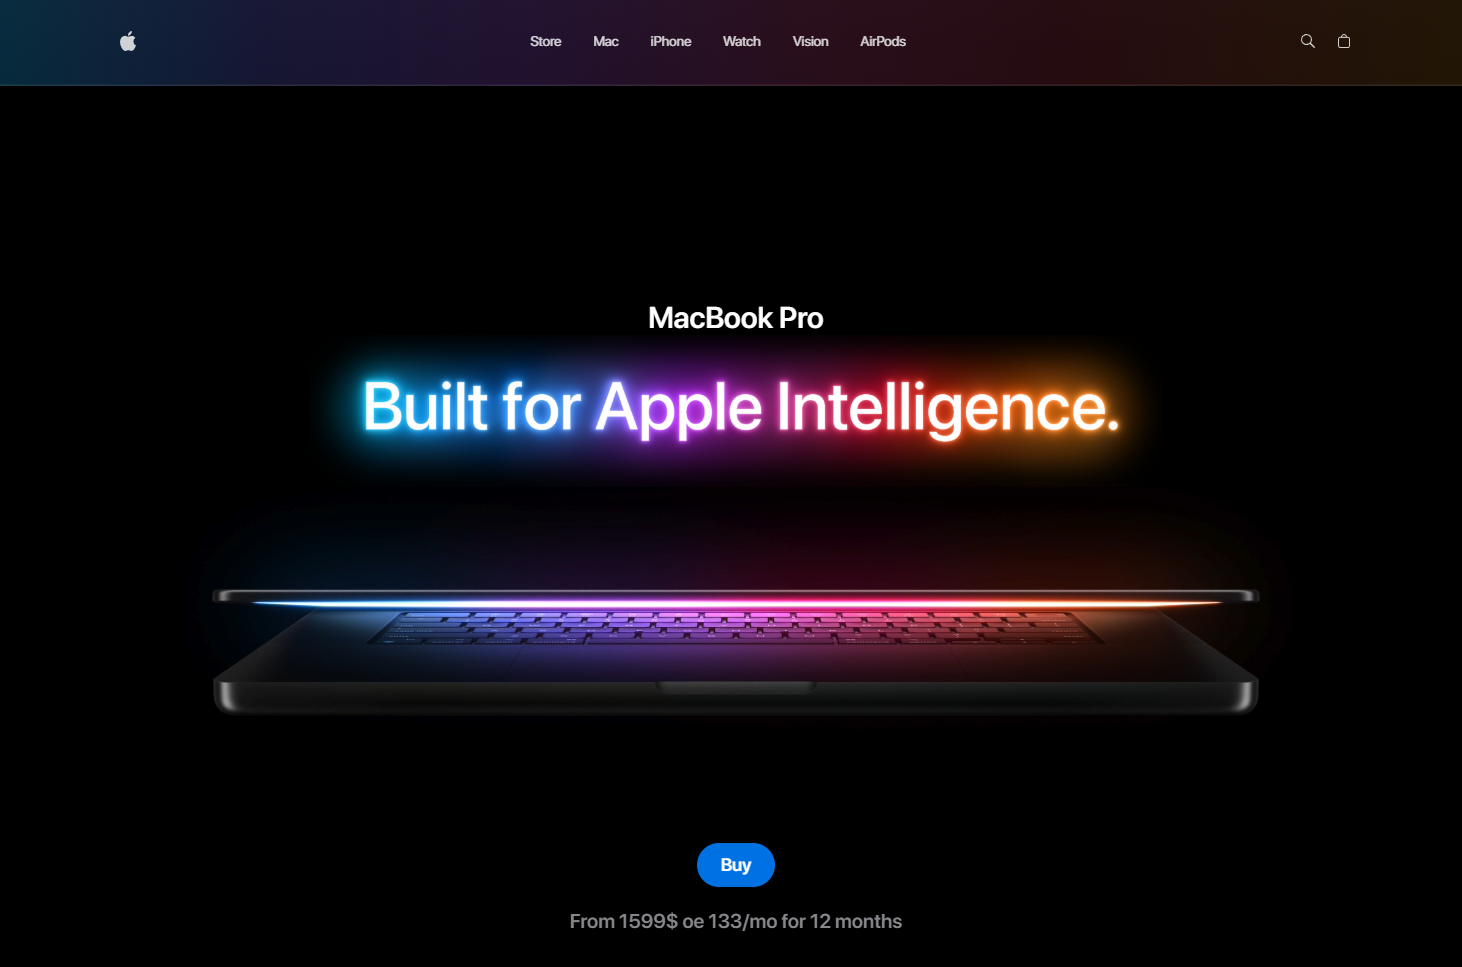 Store Mac iPhone Watch Vision AirPods
MacBook Pro
Built for Apple Intelligence.
Buy
From 1599$ oe 133/mo for 12 months